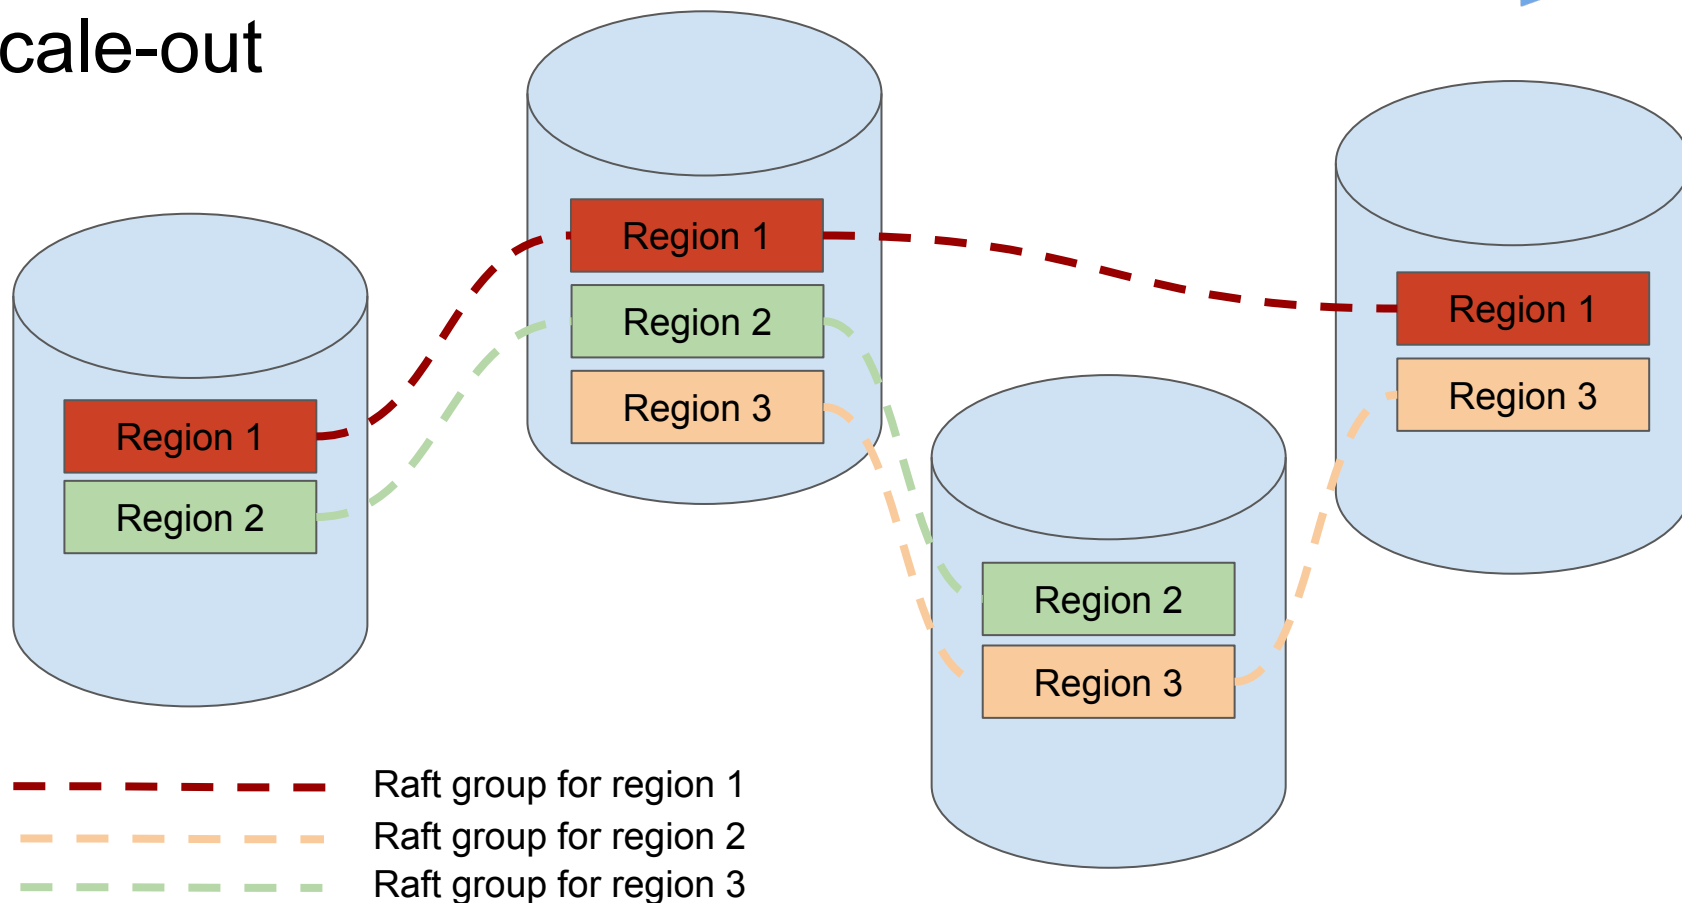 cale-out
Region 1
Region 2
Region 1
Region 2
Region 3
Region 2
Region 3
Region 1
Region 3
Raft group for region 1
Raft group for region 2
Raft group for region 3